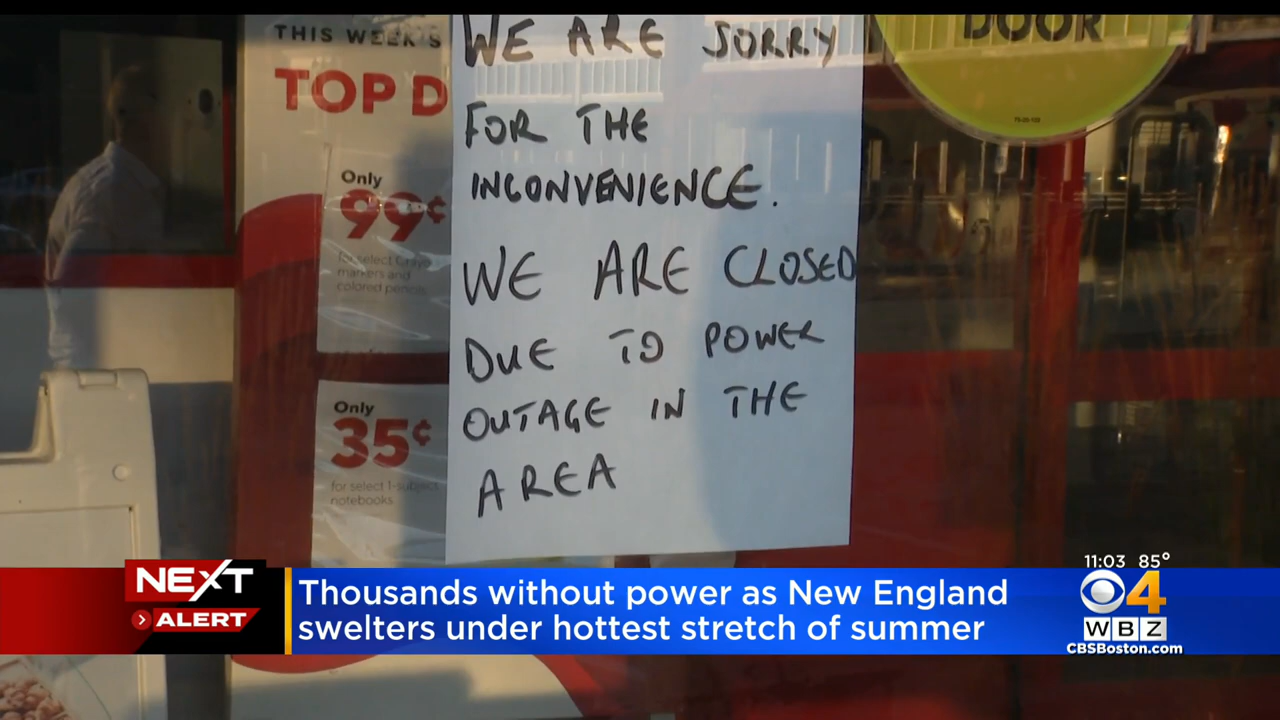 THIS WEEK'S
TOP D
Only
99¢
markers and
Only
35¢
for select 1-subject
notebooks.
WE ARE SORRY
FOR THE
INCONVENIENCE.
WE ARE CLOSED
DUE TO POWER
OUTAGE IN THE
AREA
DOOR
NEXT
ALERT
Thousands without power as New England
swelters under hottest stretch of summer
11:03 85°
4
WBZ
CBSBoston.com